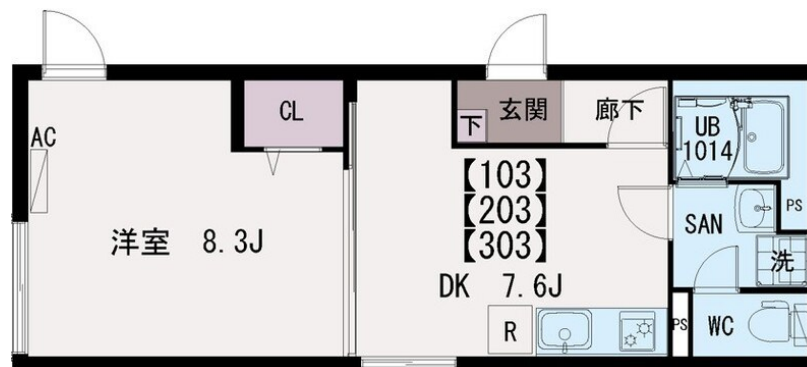 CL
玄関
廊下
下
UB
1014
AC
【103】
【203】
【303】
PS
SAN
洋室 8.3J
洗
DK 7.6J
R
PS
WC